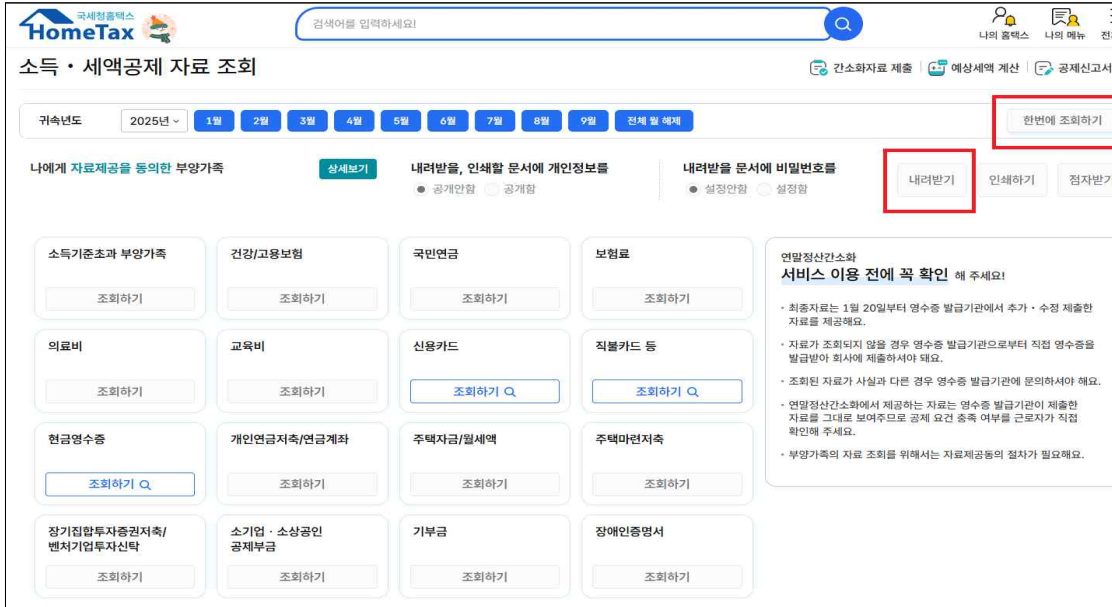 국세청홈택스
HomeTax
검색어를 입력하세요!
나의 홈택스
나의 메뉴
소득 • 세액공제 자료 조회
간소화자료 제출
예상세액 계산
공제신고서
귀속년도
2025년
1월
2월
3월
4월
5월
6월
7월
8월
9월
전체 월 해제
한번에 조회하기
나에게 자료제공을 동의한 부양가족
상세보기
내려받을, 인쇄할 문서에 개인정보를
공개안함
공개함
내려받을 문서에 비밀번호를
설정안함
설정함
내려받기
인쇄하기
점자받기
소득기준초과 부양가족
조회하기
건강/고용보험
조회하기
국민연금
조회하기
보험료
조회하기
의료비
조회하기
교육비
조회하기
신용카드
조회하기
직불카드 등
조회하기
현금영수증
조회하기
개인연금저축/연금계좌
조회하기
주택자금/월세액
조회하기
주택마련저축
조회하기
장기집합투자증권저축/
벤처기업투자신탁
조회하기
소기업 · 소상공인
공제부금
조회하기
기부금
조회하기
장애인증명서
조회하기
연말정산간소화
서비스 이용 전에 꼭 확인 해 주세요!
· 최종자료는 1월 20일부터 영수증 발급기관에서 추가 • 수정 제출한
자료를 제공해요.
· 자료가 조회되지 않을 경우 영수증 발급기관으로부터 직접 영수증을
발급받아 회사에 제출하셔야 돼요.
· 조회된 자료가 사실과 다른 경우 영수증 발급기관에 문의하셔야 해요.
· 연말정산간소화에서 제공하는 자료는 영수증 발급기관이 제출한
자료를 그대로 보여주므로 공제 요건 충족 여부를 근로자가 직접
확인해 주세요.
· 부양가족의 자료 조회를 위해서는 자료제공동의 절차가 필요해요.